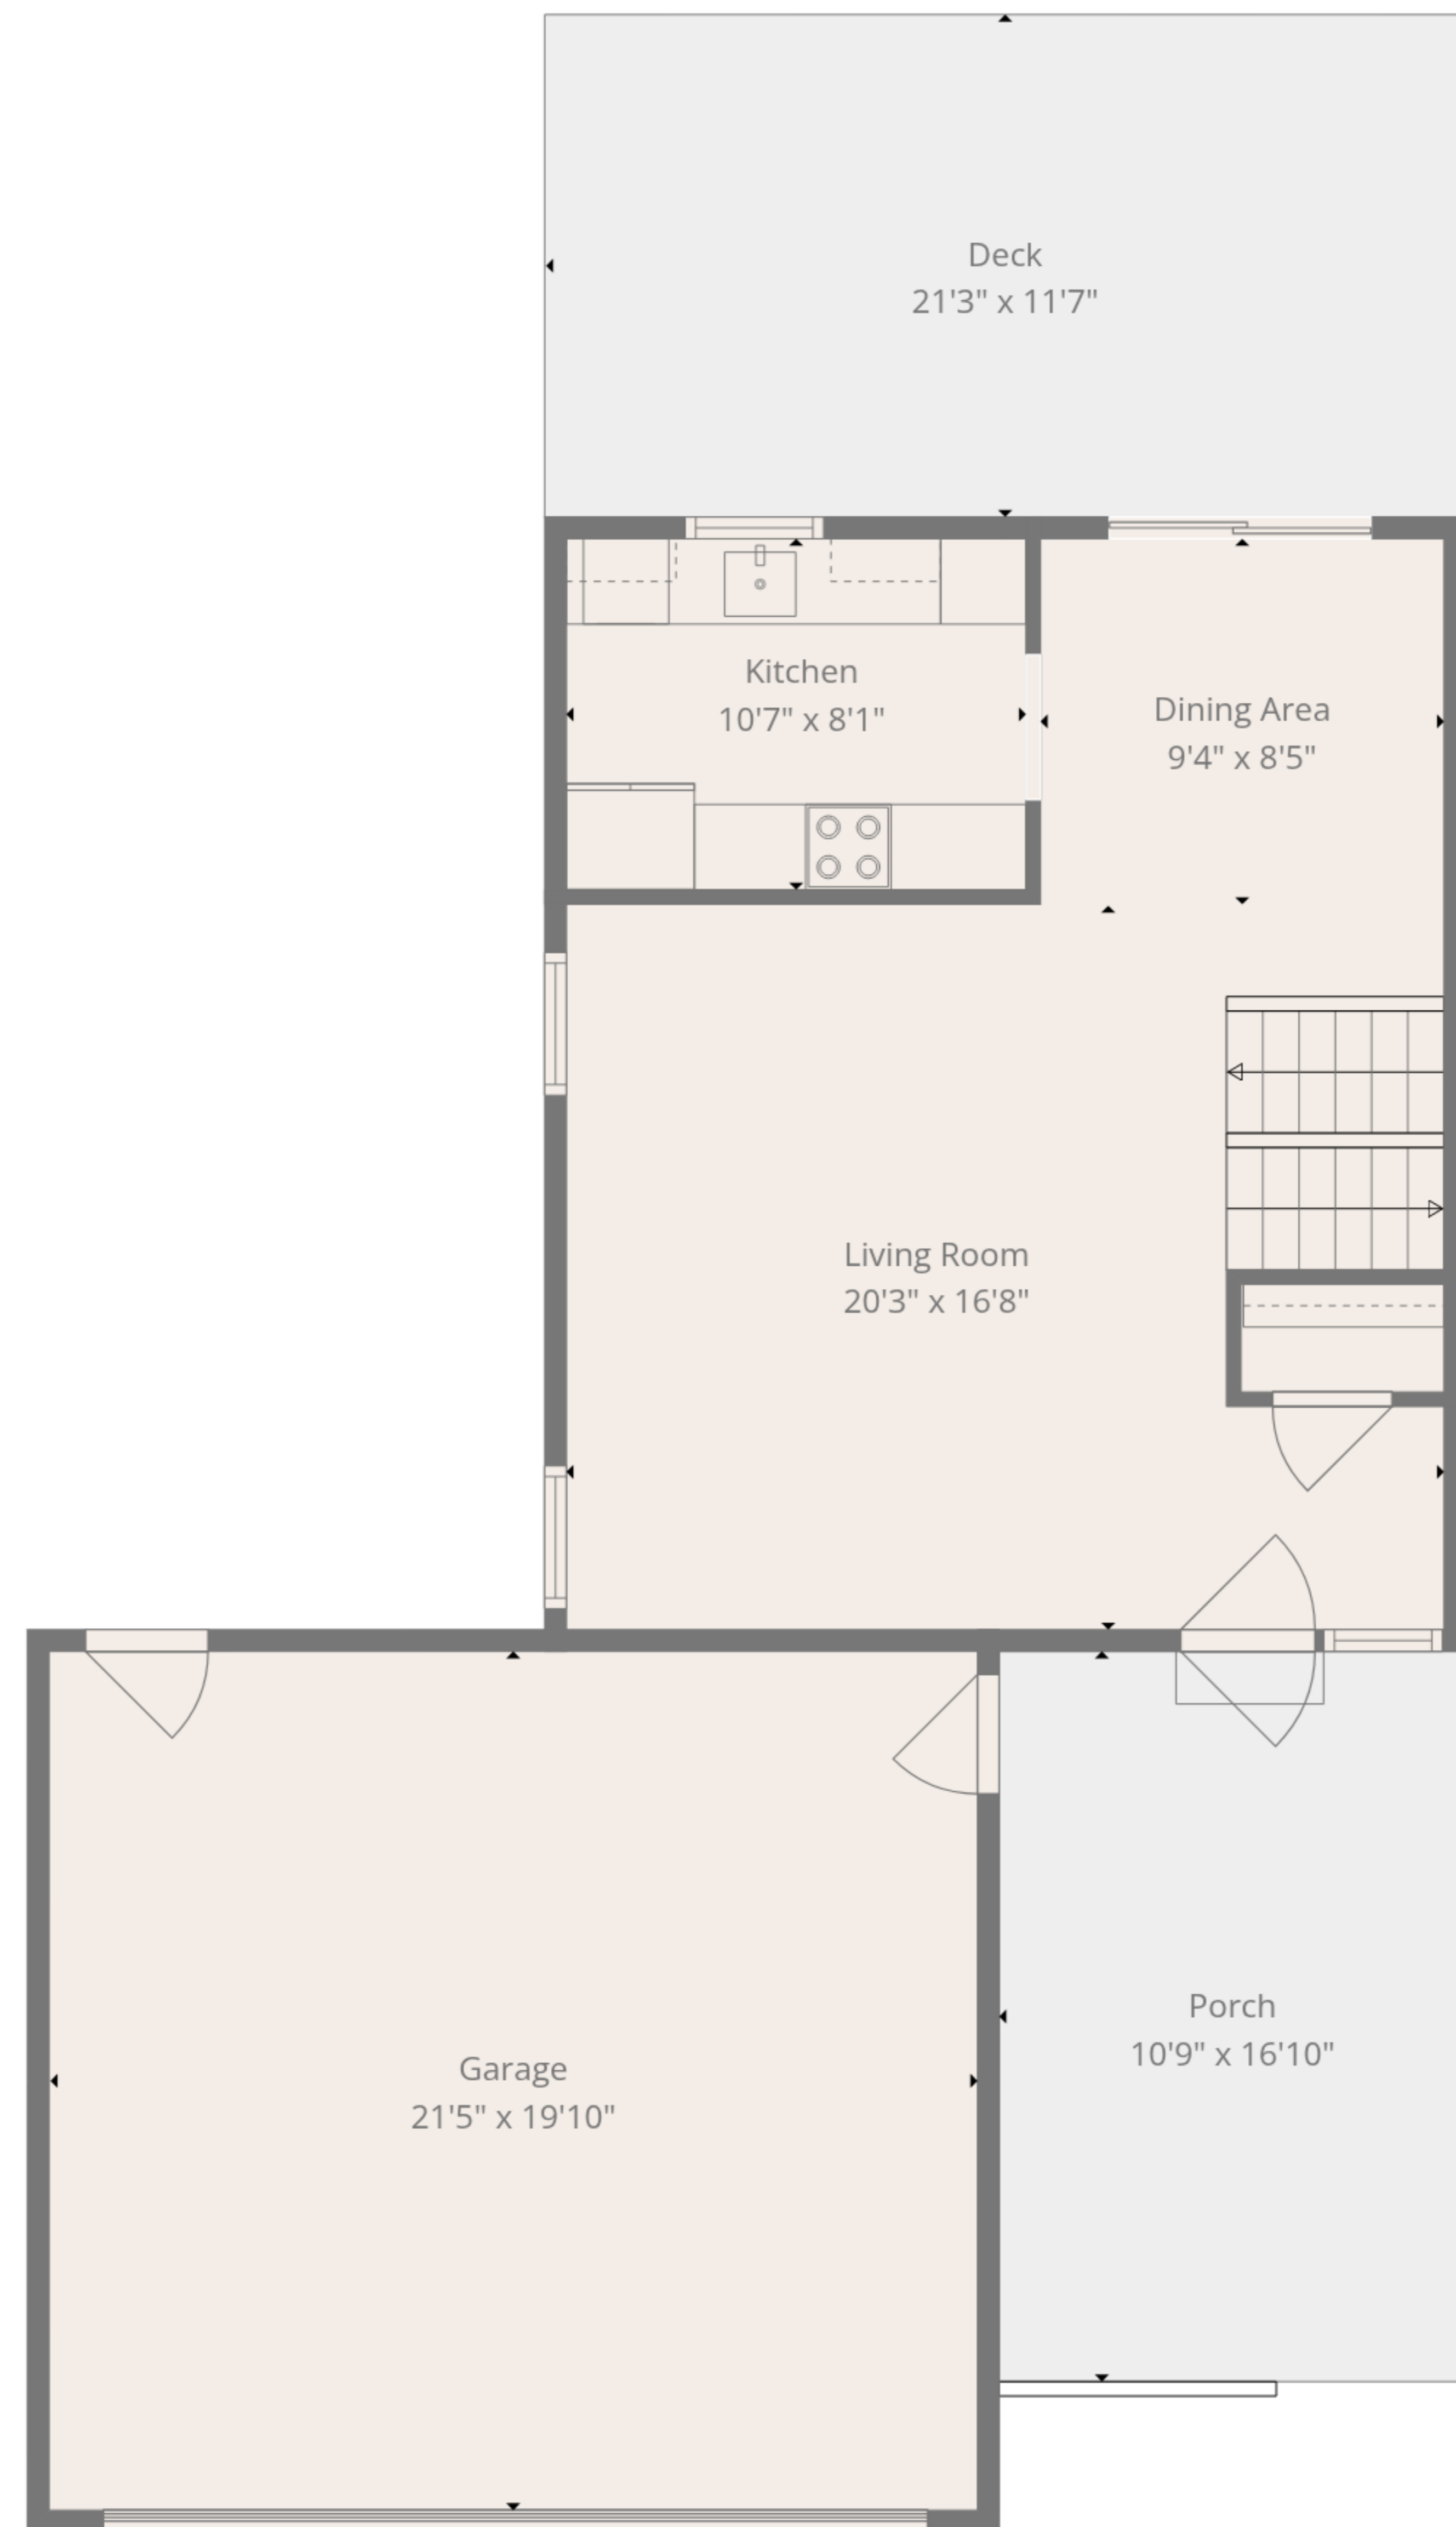 Deck
21'3" x 11'7"
Kitchen
10'7" x 8'1"
Dining Area
9'4" x 8'5"
Living Room
20'3" x 16'8"
Porch
10'9" x 16'10"
Garage
21'5" x 19'10"